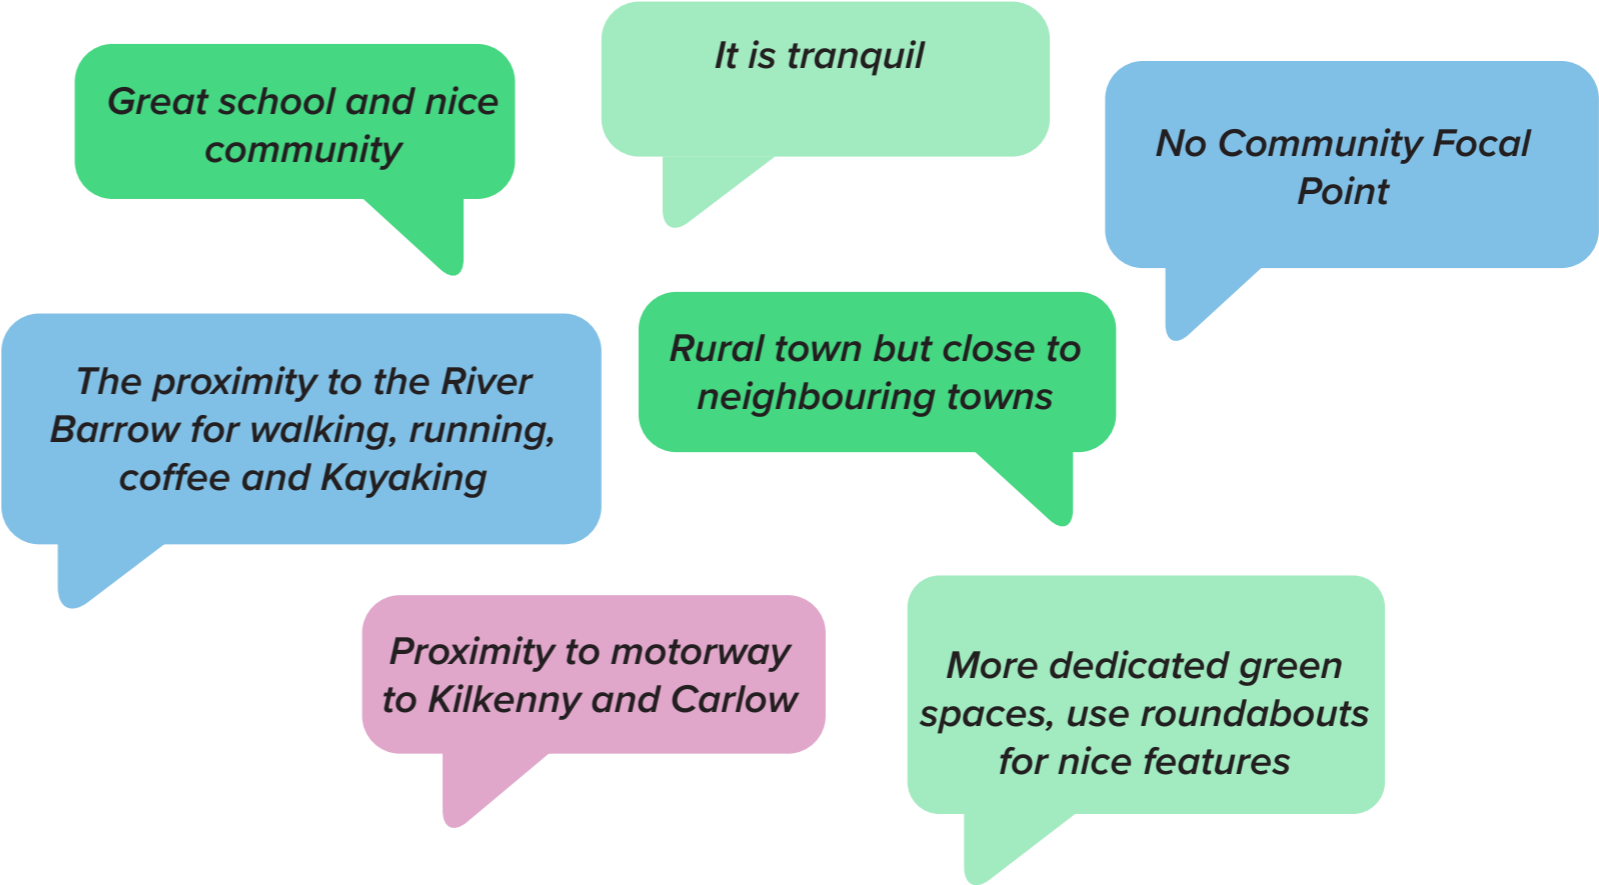 Great school and nice
community
It is tranquil
No Community Focal
Point
The proximity to the River
Barrow for walking, running,
coffee and Kayaking
Rural town but close to
neighbouring towns
Proximity to motorway
to Kilkenny and Carlow
More dedicated green
spaces, use roundabouts
for nice features